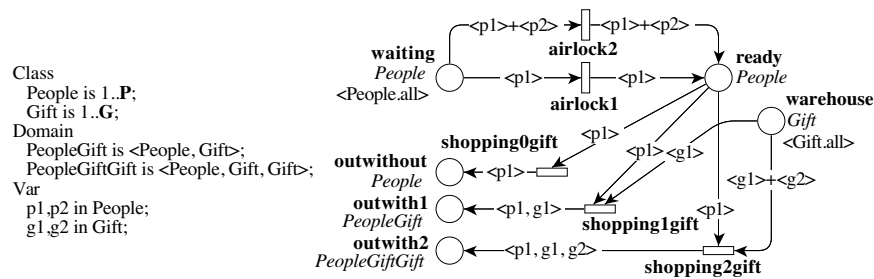 Class
People is 1..P;
Gift is 1..G;
Domain
PeopleGift is <People, Gift>;
PeopleGiftGift is <People, Gift, Gift>;
Var
p1,p2 in People;
g1,g2 in Gift;
<p1>+<p2>
<p1>+<p2>
airlock2
waiting
People
<People.all>
<p1>
<p1>
airlock1
ready
People
warehouse
Gift
<Gift.all>
<p1>
<p1>
<g1>
<g1>+<g2>
<p1>
shopping0gift
outwithout
People
<p1>
outwith1
PeopleGift
<p1, g1>
shopping1gift
outwith2
PeopleGiftGift
<p1, g1, g2>
shopping2gift